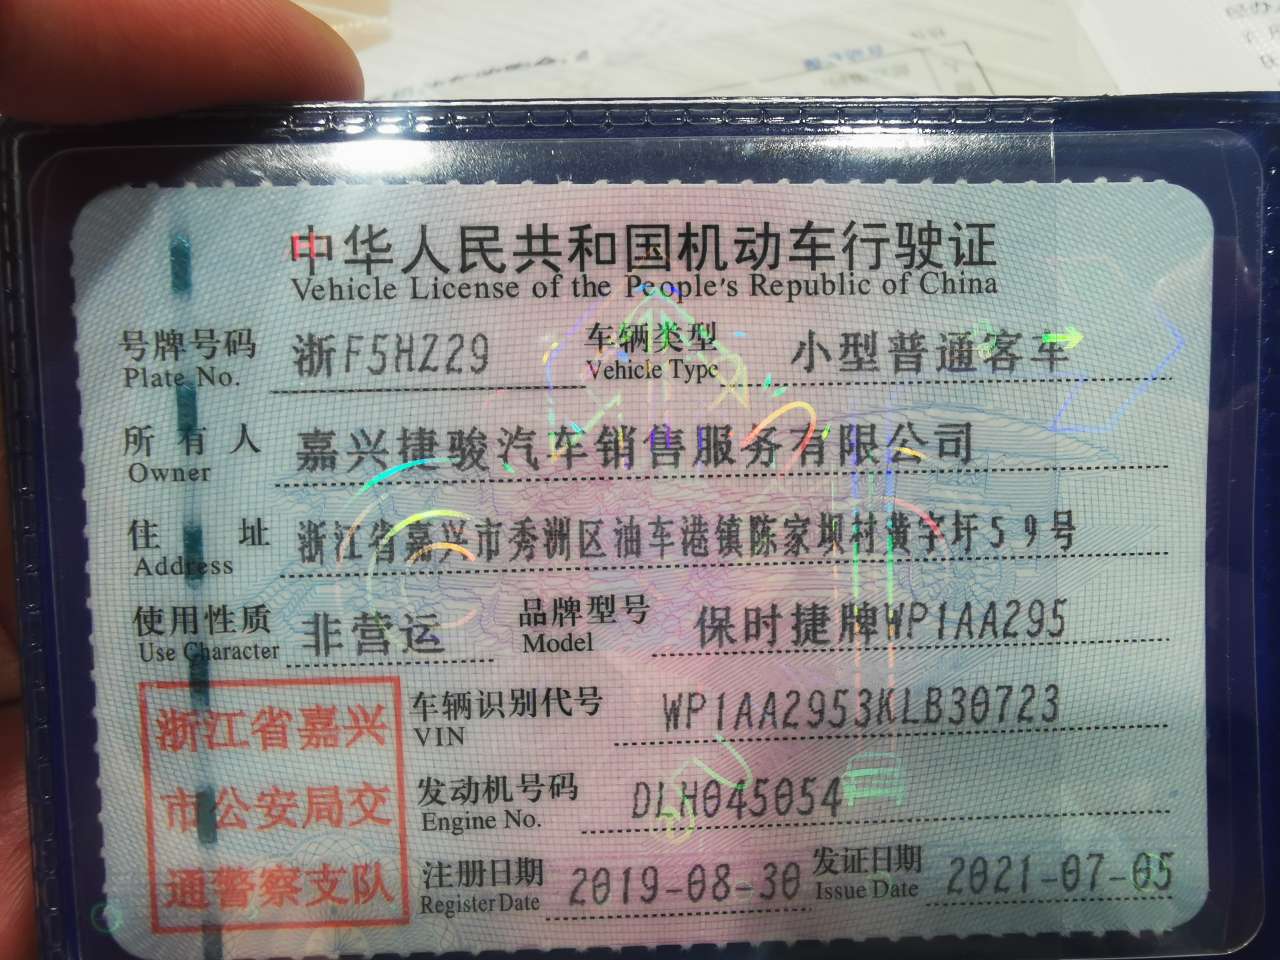 中华人民共和国机动车行驶证
Vehicle License of the People's Republic of China
号牌号码 浙F5HZ29 车辆类型 小型普通客车
Plate No. Vehicle Type
所有人 嘉兴捷骏汽车销售服务有限公司
Owner
住址 浙江省嘉兴市秀洲区油车港镇陈家坝村黄字圩59号
Address
使用性质 非营运 品牌型号 保时捷牌WP1AA295
Use Character Model
车辆识别代号 WP1AA2953KLB30723
VIN
发动机号码 DLH045054
Engine No.
注册日期 2019-08-30 发证日期 2021-07-05
Register Date Issue Date
浙江省嘉兴
市公安局交
通警察支队